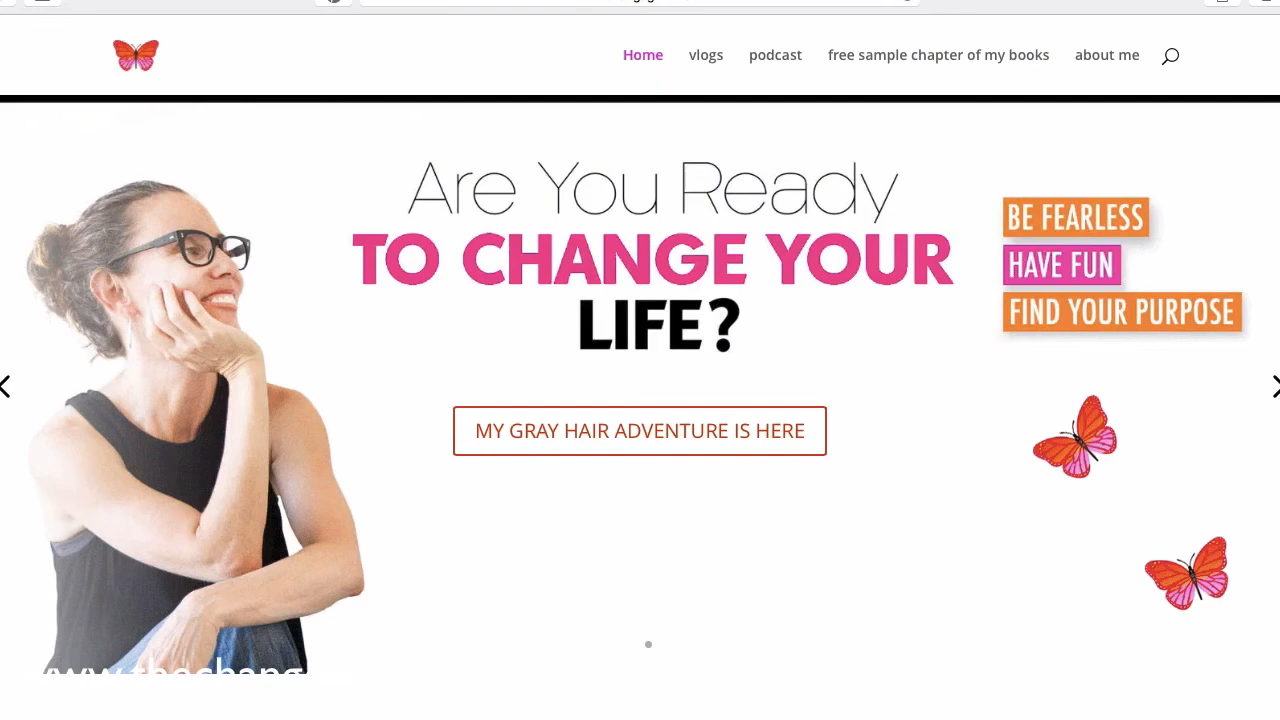 Home vlogs podcast free sample chapter of my books about me
Are You Ready
TO CHANGE YOUR
LIFE?
BE FEARLESS
HAVE FUN
FIND YOUR PURPOSE
MY GRAY HAIR ADVENTURE IS HERE